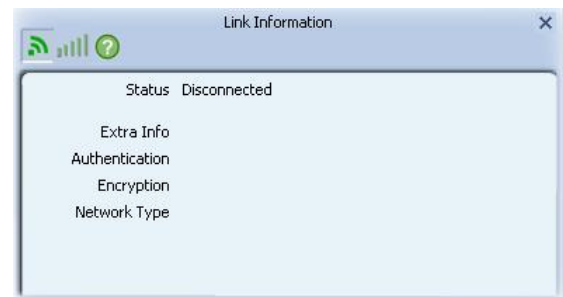 Link Information
Status Disconnected
Extra Info
Authentication
Encryption
Network Type